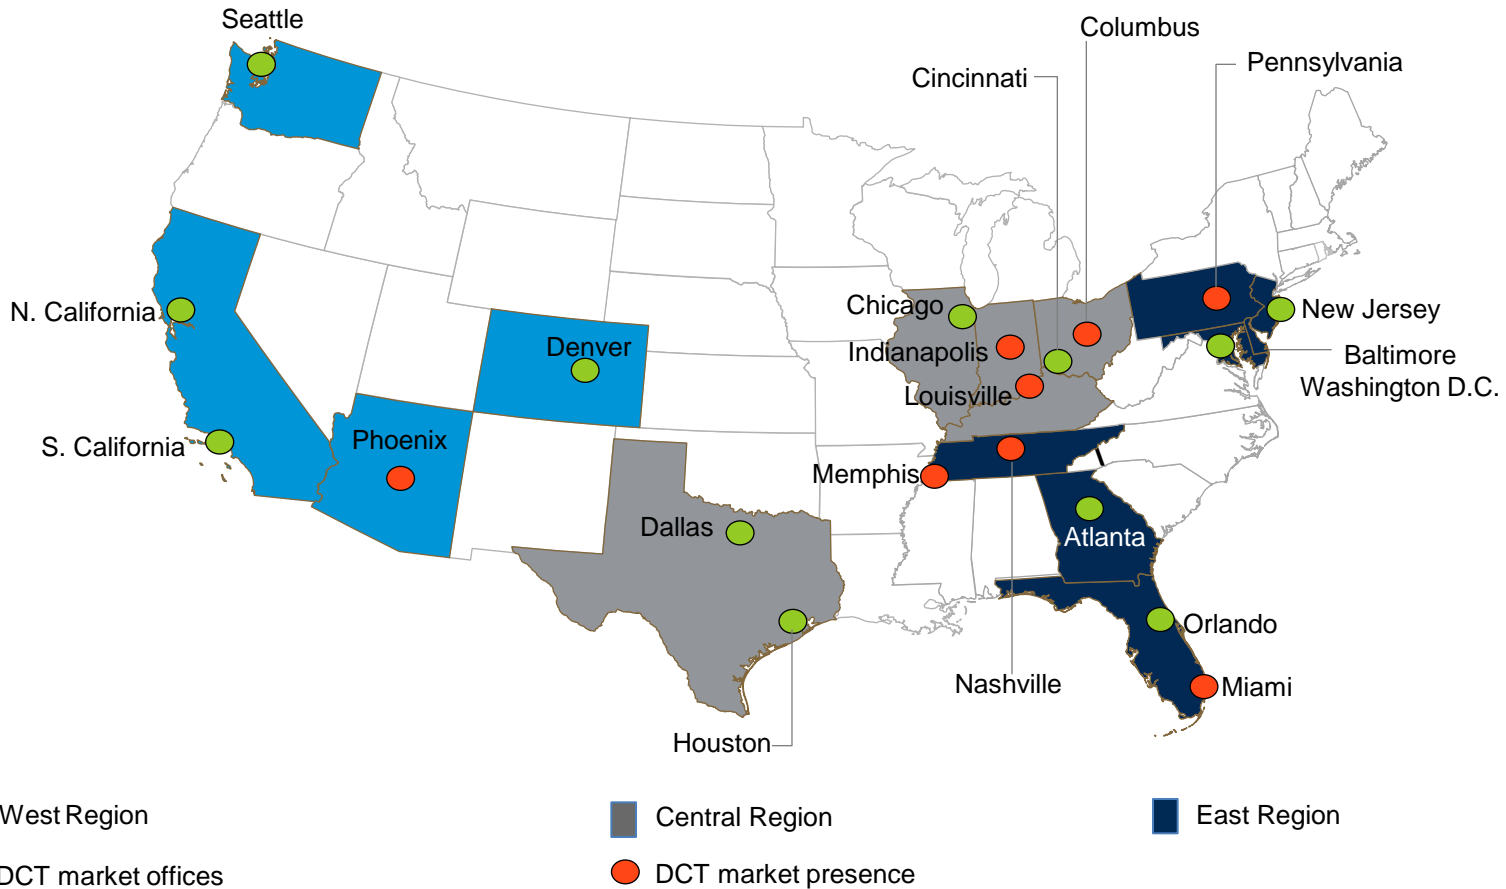 Seattle
Columbus
Cincinnati
Pennsylvania
N. California
Chicago
New Jersey
Denver
Indianapolis
Baltimore
Washington D.C.
Louisville
S. California
Phoenix
Memphis
Dallas
Atlanta
Orlando
Nashville
Miami
Houston
West Region
Central Region
East Region
DCT market offices
DCT market presence